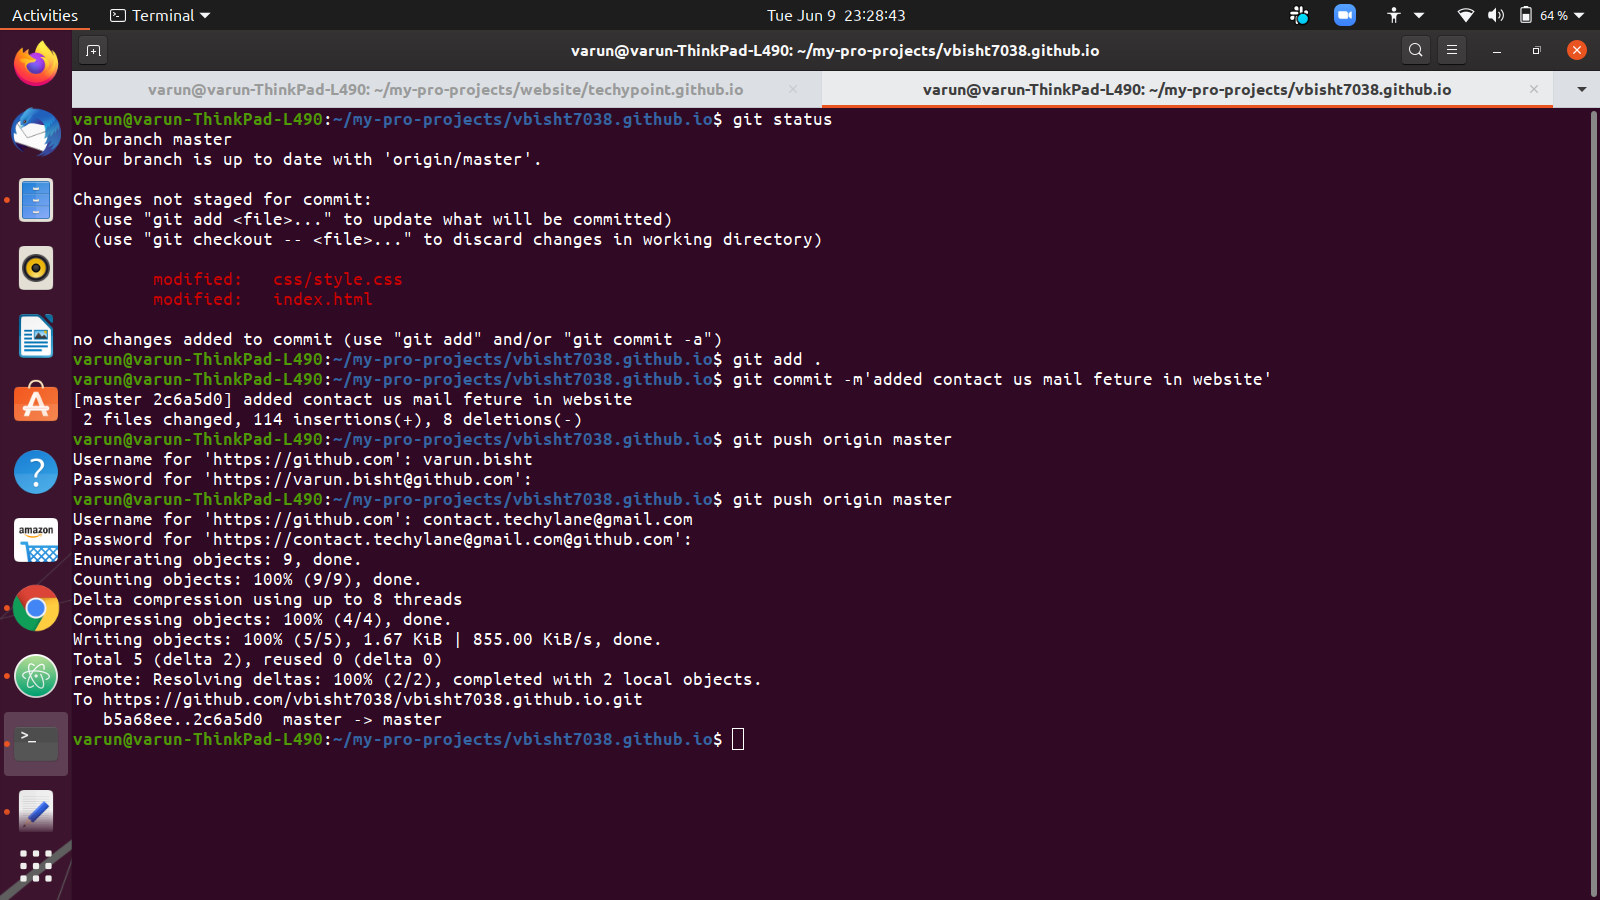 Activities
Terminal
Tue Jun 9 23:28:43
64 %
varun@varun-ThinkPad-L490: ~/my-pro-projects/vbisht7038.github.io
varun@varun-ThinkPad-L490: ~/my-pro-projects/website/techypoint.github.io
varun@varun-ThinkPad-L490: ~/my-pro-projects/vbisht7038.github.io
varun@varun-ThinkPad-L490:~/my-pro-projects/vbisht7038.github.io$ git status
On branch master
Your branch is up to date with 'origin/master'.
Changes not staged for commit:
(use "git add <file>..." to update what will be committed)
(use "git checkout -- <file>..." to discard changes in working directory)
modified: css/style.css
modified: index.html
no changes added to commit (use "git add" and/or "git commit -a")
varun@varun-ThinkPad-L490:~/my-pro-projects/vbisht7038.github.io$ git add .
varun@varun-ThinkPad-L490:~/my-pro-projects/vbisht7038.github.io$ git commit -m'added contact us mail feture in website'
[master 2c6a5d0] added contact us mail feture in website
2 files changed, 114 insertions(+), 8 deletions(-)
varun@varun-ThinkPad-L490:~/my-pro-projects/vbisht7038.github.io$ git push origin master
Username for 'https://github.com': varun.bisht
Password for 'https://varun.bisht@github.com':
varun@varun-ThinkPad-L490:~/my-pro-projects/vbisht7038.github.io$ git push origin master
Username for 'https://github.com': contact.techylane@gmail.com
Password for 'https://contact.techylane@gmail.com@github.com':
Enumerating objects: 9, done.
Counting objects: 100% (9/9), done.
Delta compression using up to 8 threads
Compressing objects: 100% (4/4), done.
Writing objects: 100% (5/5), 1.67 KiB | 855.00 KiB/s, done.
Total 5 (delta 2), reused 0 (delta 0)
remote: Resolving deltas: 100% (2/2), completed with 2 local objects.
To https://github.com/vbisht7038/vbisht7038.github.io.git
b5a68ee..2c6a5d0 master -> master
varun@varun-ThinkPad-L490:~/my-pro-projects/vbisht7038.github.io$
amazon